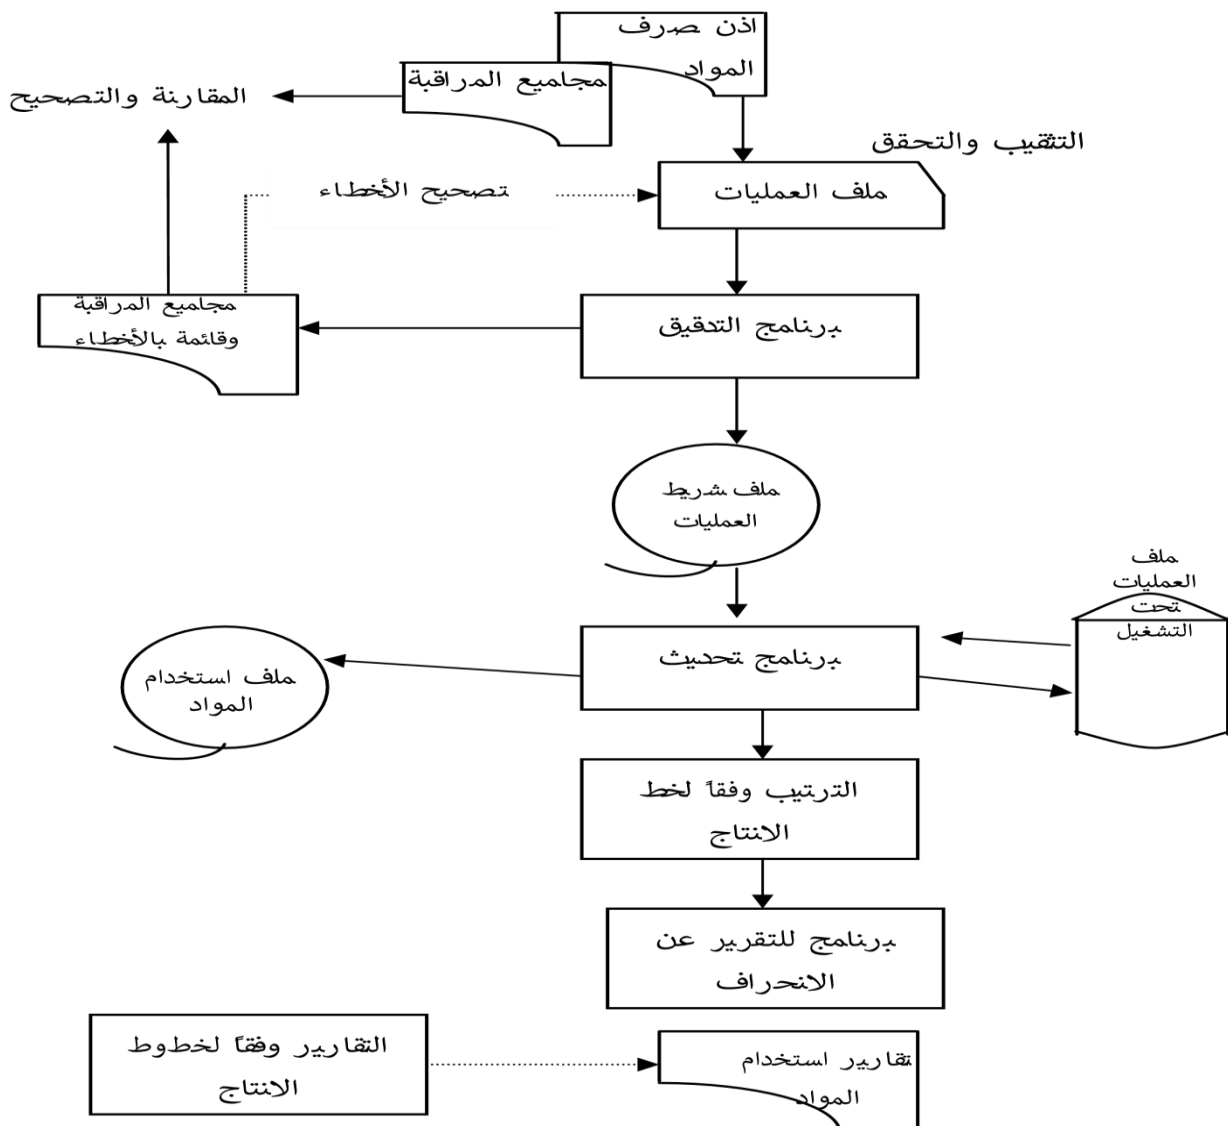 اذن صرف
المواد
مجاميع المراقبة
المقارنة والتصحيح
التثقيب والتحقق
ملف العمليات
تصحيح الأخطاء
مجاميع المراقبة
وقائمة بالأخطاء
برنامج التدقيق
ملف شريط
العمليات
ملف
العمليات
تحت
التشغيل
برنامج تحديث
ملف استخدام
المواد
الترتيب وفقاً لخط
الانتاج
برنامج للتقرير عن
الانحراف
التقارير وفقاً لخطوط
الانتاج
تقارير استخدام
المواد